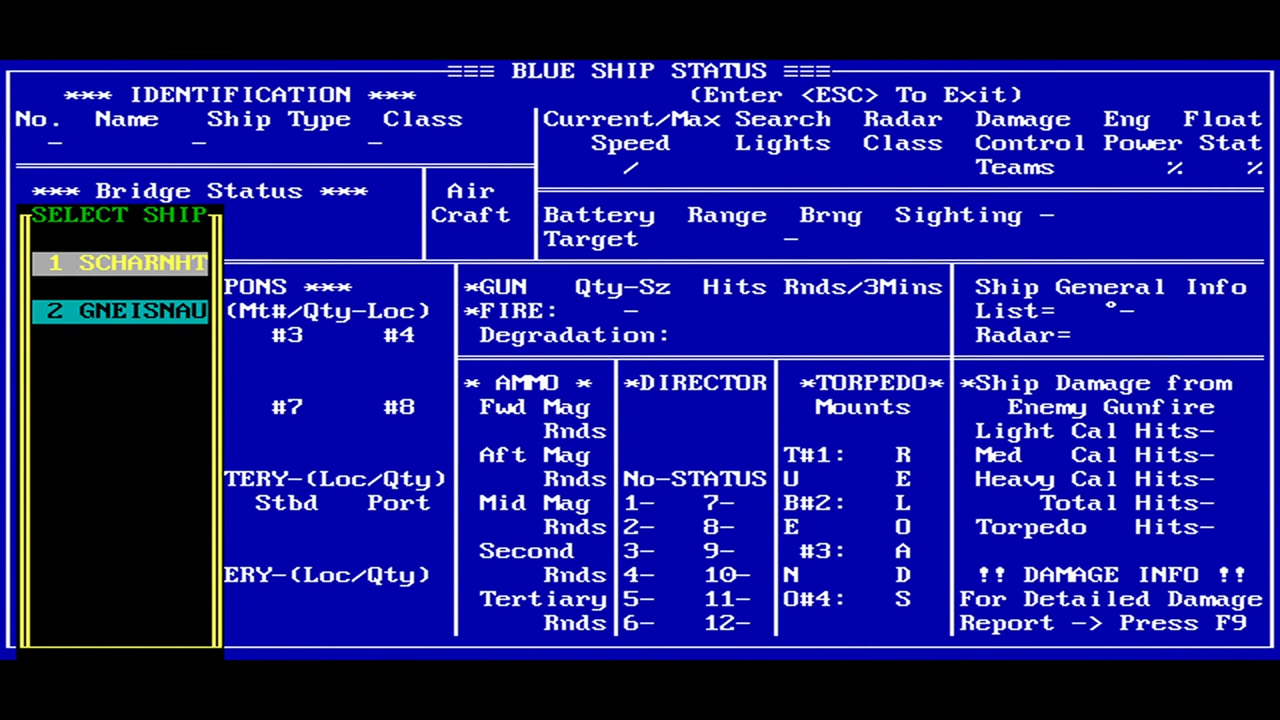 ≡≡≡ BLUE SHIP STATUS ≡≡≡
*** IDENTIFICATION *** (Enter <ESC> To Exit)
No. Name Ship Type Class Current/Max Search Radar Damage Eng Float
- - - Speed Lights Class Control Power Stat
/ Teams % %
*** Bridge Status *** Air
SELECT SHIP Craft Battery Range Brng Sighting -
Target -
1 SCHARNHT
PONS *** *GUN Qty-Sz Hits Rnds/3Mins Ship General Info
2 GNEISNAU (Mt#/Qty-Loc) *FIRE: - List= °-
#3 #4 Degradation: Radar=
* AMMO * *DIRECTOR *TORPEDO* *Ship Damage from
#7 #8 Fwd Mag Mounts Enemy Gunfire
Rnds Light Cal Hits-
Aft Mag T#1: R Med Cal Hits-
TERY-(Loc/Qty) Rnds No-STATUS U E Heavy Cal Hits-
Stbd Port Mid Mag 1- 7- B#2: L Total Hits-
Rnds 2- 8- E O Torpedo Hits-
Second 3- 9- #3: A
ERY-(Loc/Qty) Rnds 4- 10- N D !! DAMAGE INFO !!
Tertiary 5- 11- O#4: S For Detailed Damage
Rnds 6- 12- Report -> Press F9